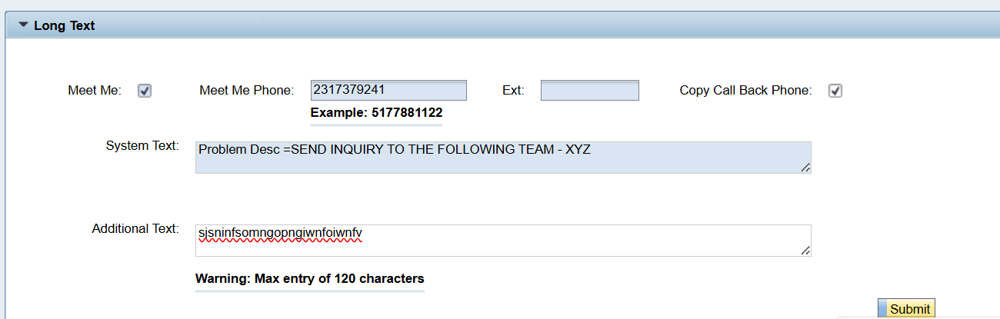 Long Text
Meet Me: Meet Me Phone: 2317379241 Ext: Copy Call Back Phone:
Example: 5177881122
System Text: Problem Desc =SEND INQUIRY TO THE FOLLOWING TEAM - XYZ
Additional Text: sjsninfsomngopngiwnfoiwnfv
Warning: Max entry of 120 characters
Submit